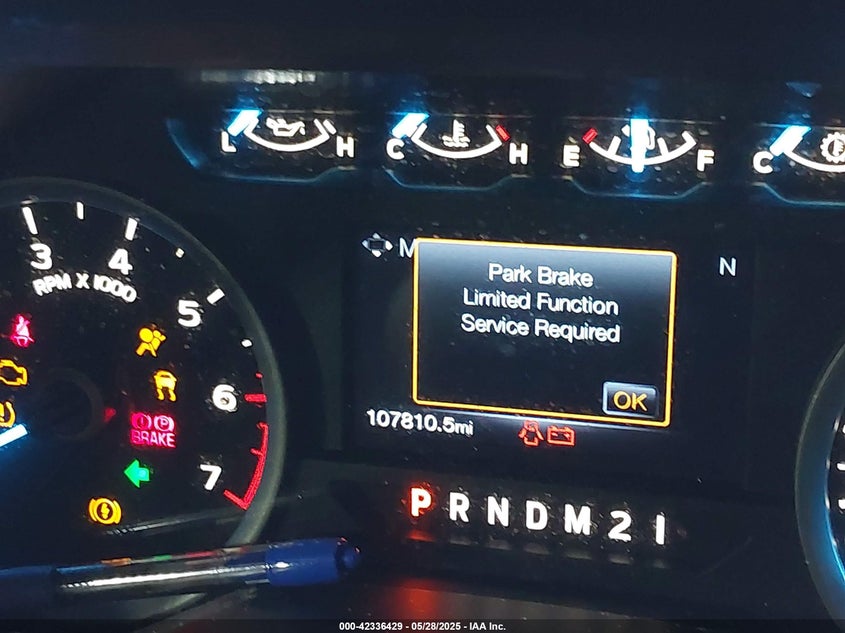 L H
C H
E F
C
3
4
5
6
7
RPM X 1000
M
N
Park Brake
Limited Function
Service Required
OK
107810.5mi
BRAKE
P R N D M 2 1
000-42336429 - 05/28/2025 - IAA Inc.